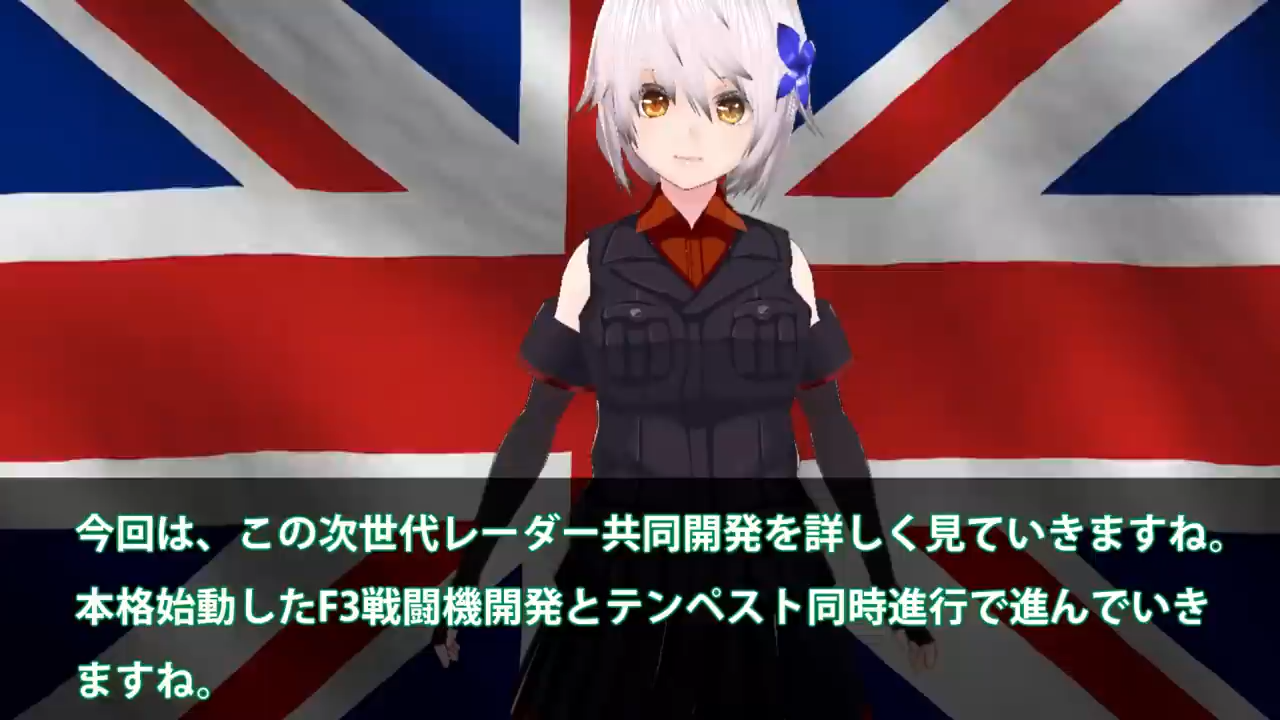 今回は、この次世代レーダー共同開発を詳しく見ていきますね。
本格始動したF3戦闘機開発とテンペスト同時進行で進んでいき
ますね。